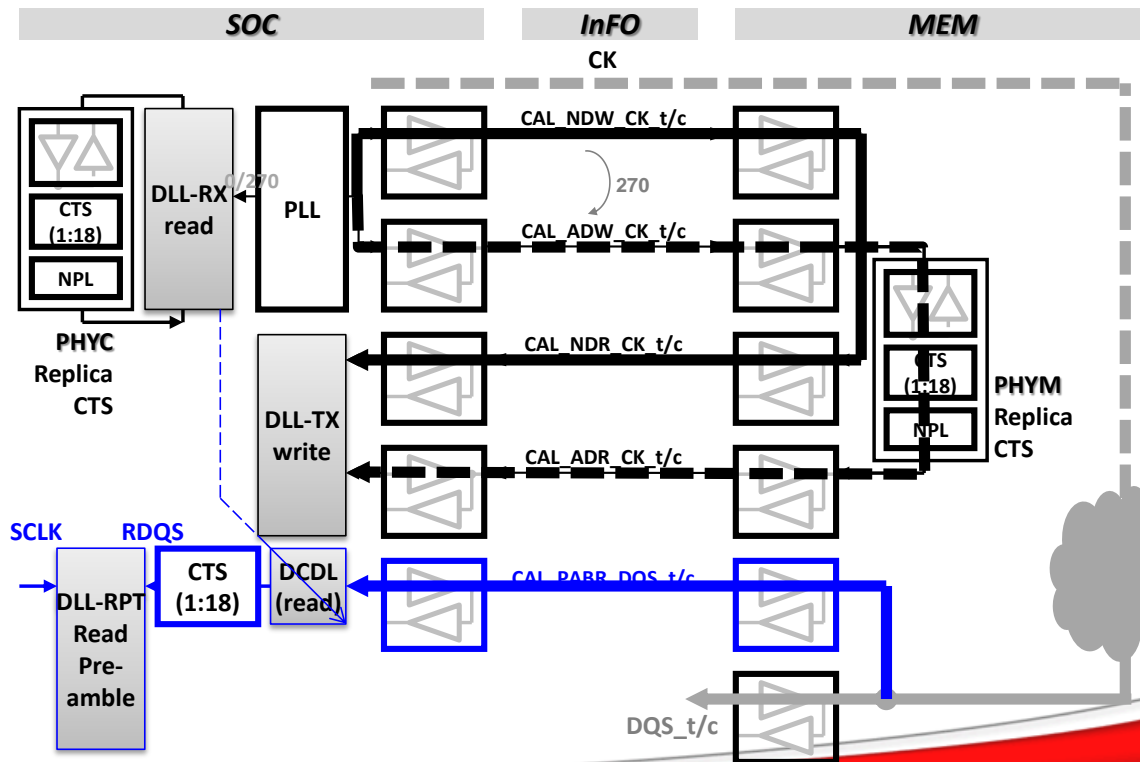 SOC
InFO
MEM
CK
CAL_NDW_CK_t/c
0/270
DLL-RX
read
PLL
270
CTS
(1:18)
NPL
CAL_ADW_CK_t/c
PHYC
Replica
CTS
CAL_NDR_CK_t/c
CTS
(1:18)
NPL
PHYM
Replica
CTS
DLL-TX
write
CAL_ADR_CK_t/c
SCLK
RDQS
CTS
(1:18)
DCDL
(read)
CAL_PABR_DQS_t/c
DLL-RPT
Read
Pre-
amble
DQS_t/c